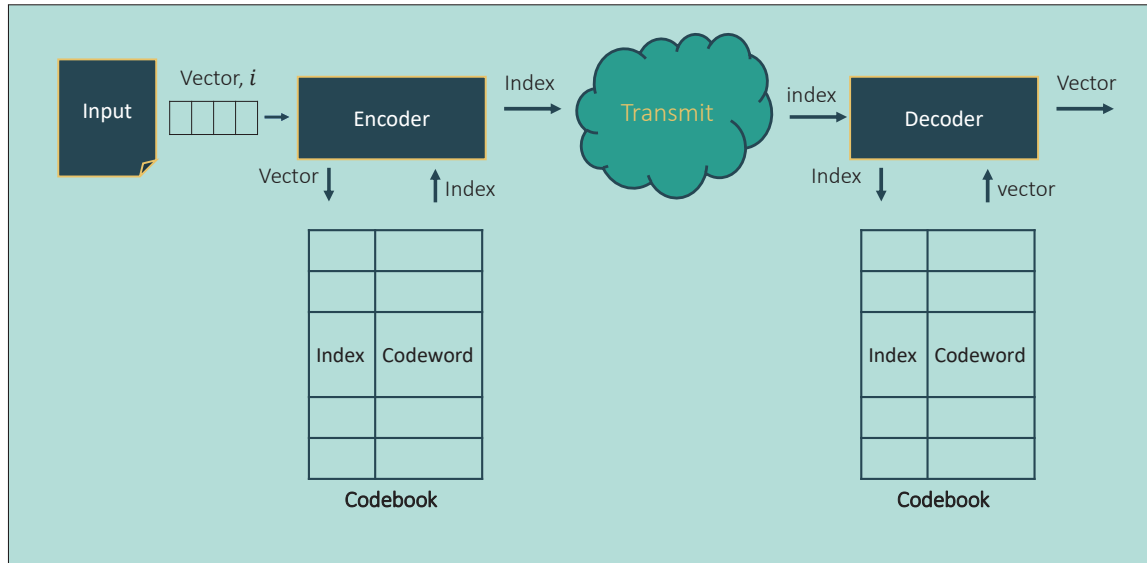 Input
Vector, i
Encoder
Index
Transmit
index
Decoder
Vector
Vector
Index
Index
vector
Index
Codeword
Index
Codeword
Codebook
Codebook